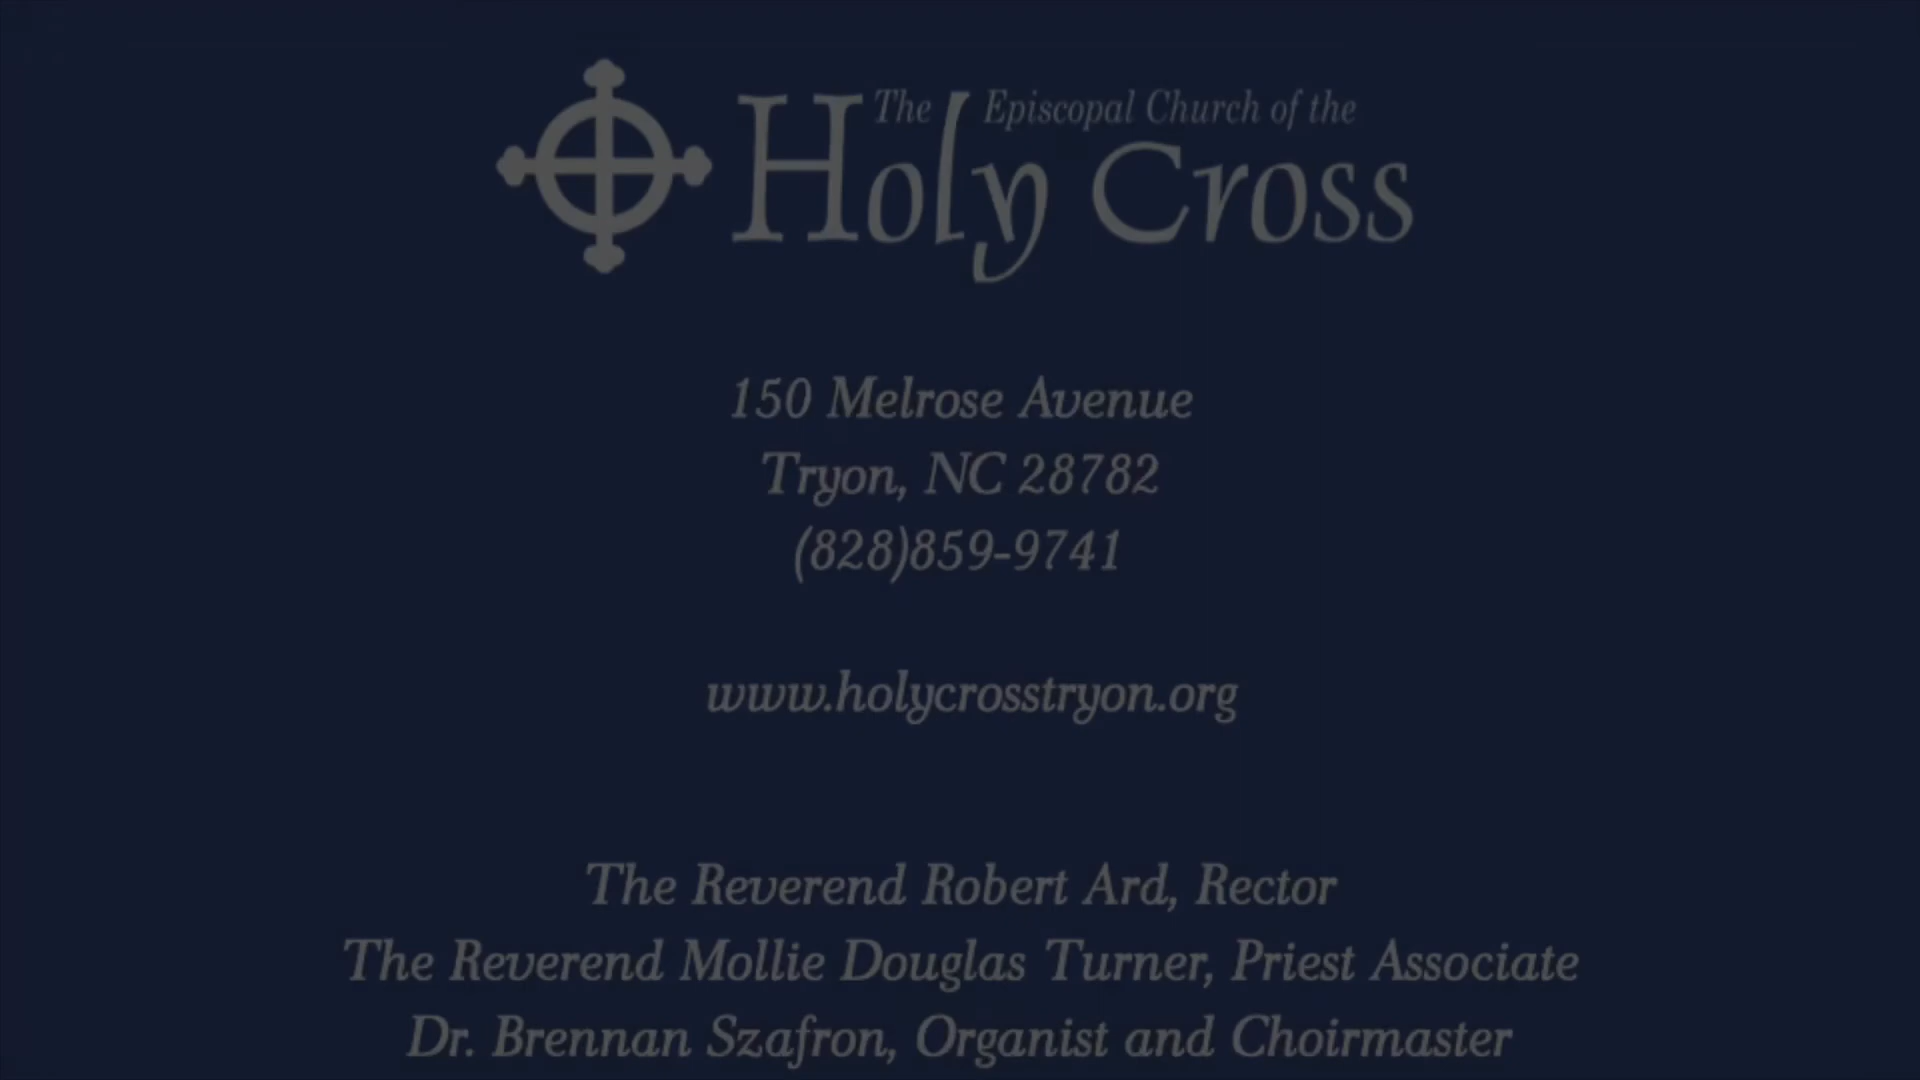 The Episcopal Church of the
Holy Cross
150 Melrose Avenue
Tryon, NC 28782
(828)859-9741
www.holycrosstryon.org
The Reverend Robert Ard, Rector
The Reverend Mollie Douglas Turner, Priest Associate
Dr. Brennan Szafron, Organist and Choirmaster